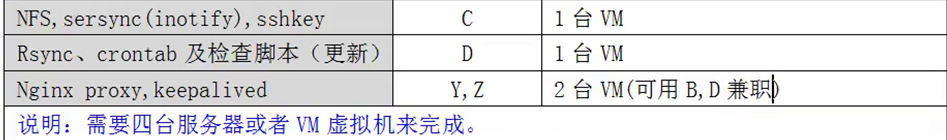 NFS,sersync(inotify),sshkey C 1台VM
Rsync、crontab及检查脚本（更新） D 1台VM
Nginx proxy,keepalived Y,Z 2台VM(可用B,D兼职)
说明：需要四台服务器或者VM虚拟机来完成。